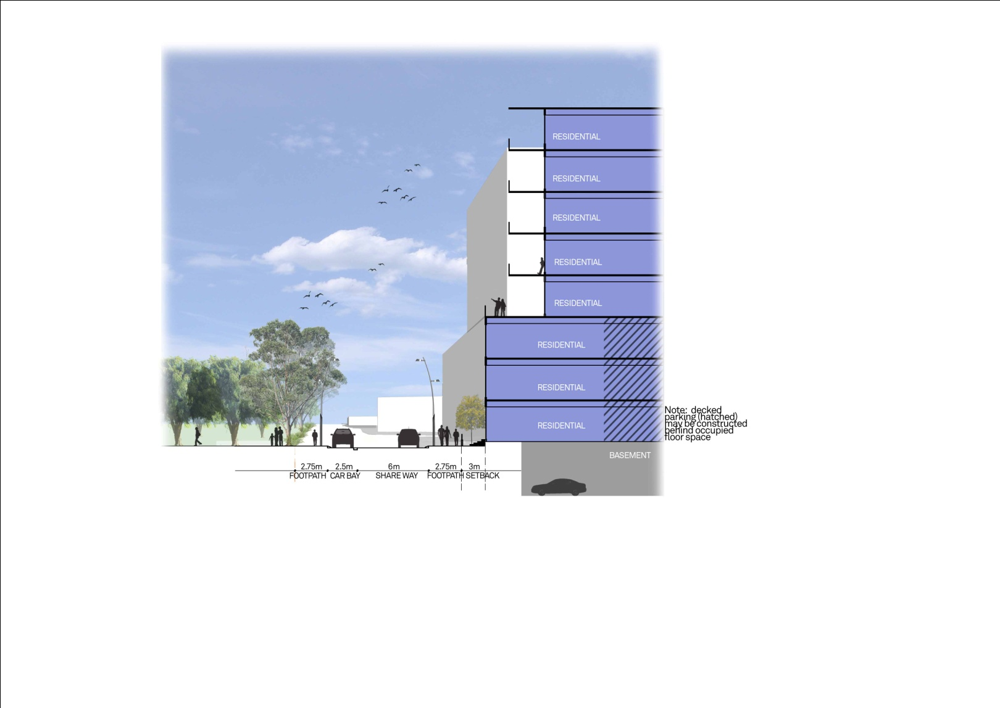 RESIDENTIAL
RESIDENTIAL
RESIDENTIAL
RESIDENTIAL
RESIDENTIAL
RESIDENTIAL
RESIDENTIAL
RESIDENTIAL
Note: decked
parking (hatched)
may be constructed
behind occupied
floor space
BASEMENT
2.75m 2.5m 6m 2.75m 3m
FOOTPATH CAR BAY SHARE WAY FOOTPATH SETBACK